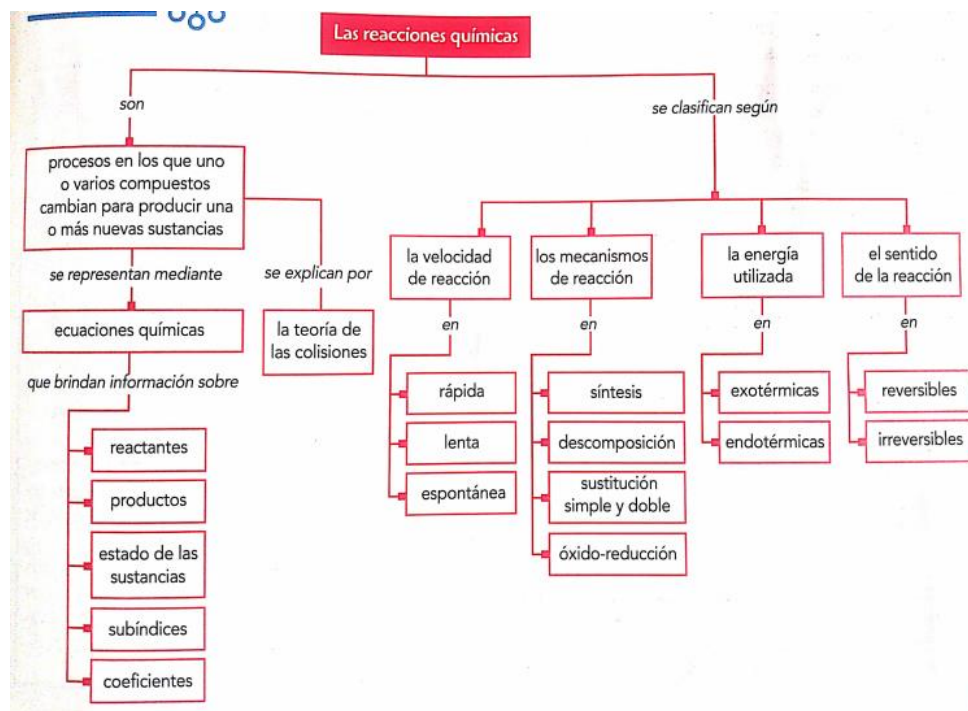 Las reacciones químicas
son
procesos en los que uno
o varios compuestos
cambian para producir una
o más nuevas sustancias
se representan mediante
ecuaciones químicas
que brindan información sobre
reactantes
productos
estado de las
sustancias
subíndices
coeficientes
se explican por
la teoría de
las colisiones
se clasifican según
la velocidad
de reacción
en
rápida
lenta
espontánea
los mecanismos
de reacción
en
síntesis
descomposición
sustitución
simple y doble
óxido-reducción
la energía
utilizada
en
exotérmicas
endotérmicas
el sentido
de la reacción
en
reversibles
irreversibles